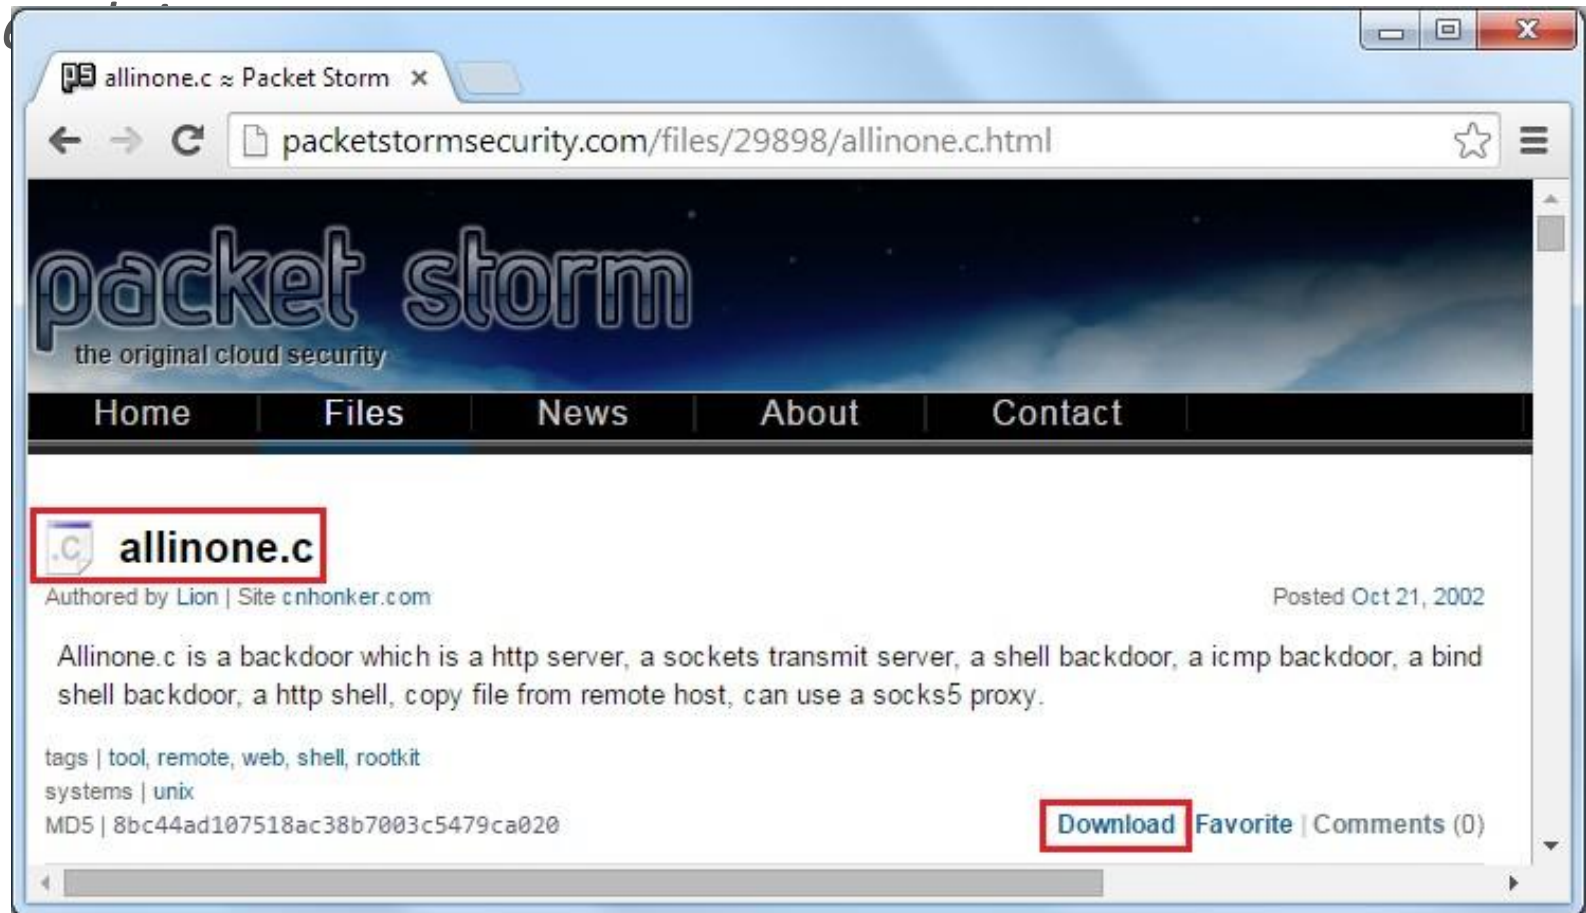 allinone.c ≈ Packet Storm
packetstormsecurity.com/files/29898/allinone.c.html
packet storm
the original cloud security
Home Files News About Contact
.c allinone.c
Authored by Lion | Site cnhonker.com Posted Oct 21, 2002
Allinone.c is a backdoor which is a http server, a sockets transmit server, a shell backdoor, a icmp backdoor, a bind
shell backdoor, a http shell, copy file from remote host, can use a socks5 proxy.
tags | tool, remote, web, shell, rootkit
systems | unix
MD5 | 8bc44ad107518ac38b7003c5479ca020 Download Favorite | Comments (0)